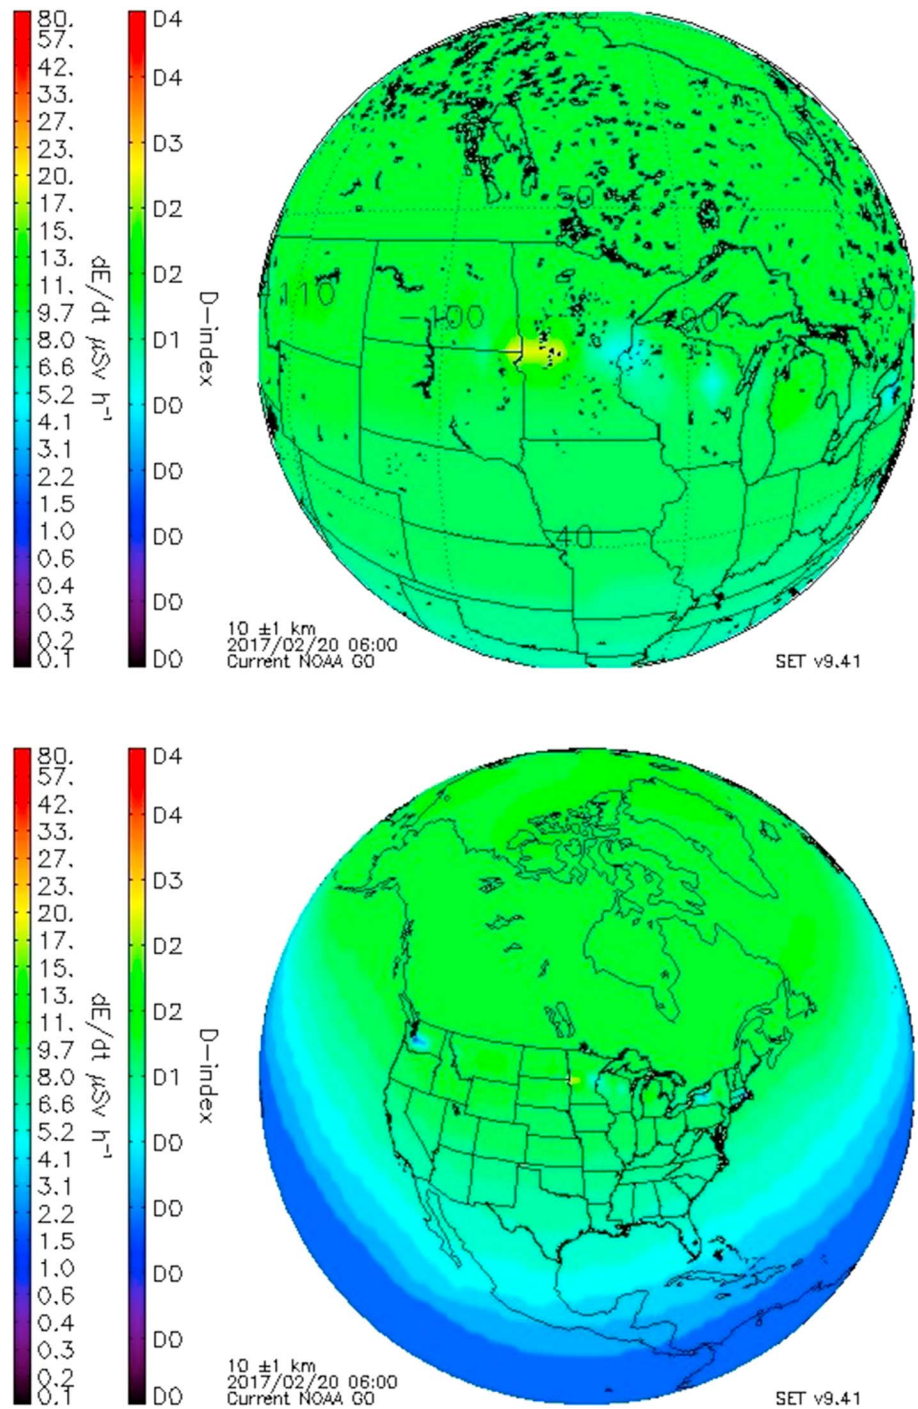 80.
57.
42.
33.
27.
23.
20.
17.
15.
13.
11.
9.7
8.0
6.6
5.2
4.1
3.1
2.2
1.5
1.0
0.6
0.4
0.3
0.2
0.1
dE/dt μSv h⁻¹
D4
D4
D3
D2
D2
D1
D0
D0
D0
D0
D0
D-index
50
-110
-100
-90
40
10 ±1 km
2017/02/20 06:00
Current NOAA G0
SET v9.41
80.
57.
42.
33.
27.
23.
20.
17.
15.
13.
11.
9.7
8.0
6.6
5.2
4.1
3.1
2.2
1.5
1.0
0.6
0.4
0.3
0.2
0.1
dE/dt μSv h⁻¹
D4
D4
D3
D2
D2
D1
D0
D0
D0
D0
D0
D-index
10 ±1 km
2017/02/20 06:00
Current NOAA G0
SET v9.41